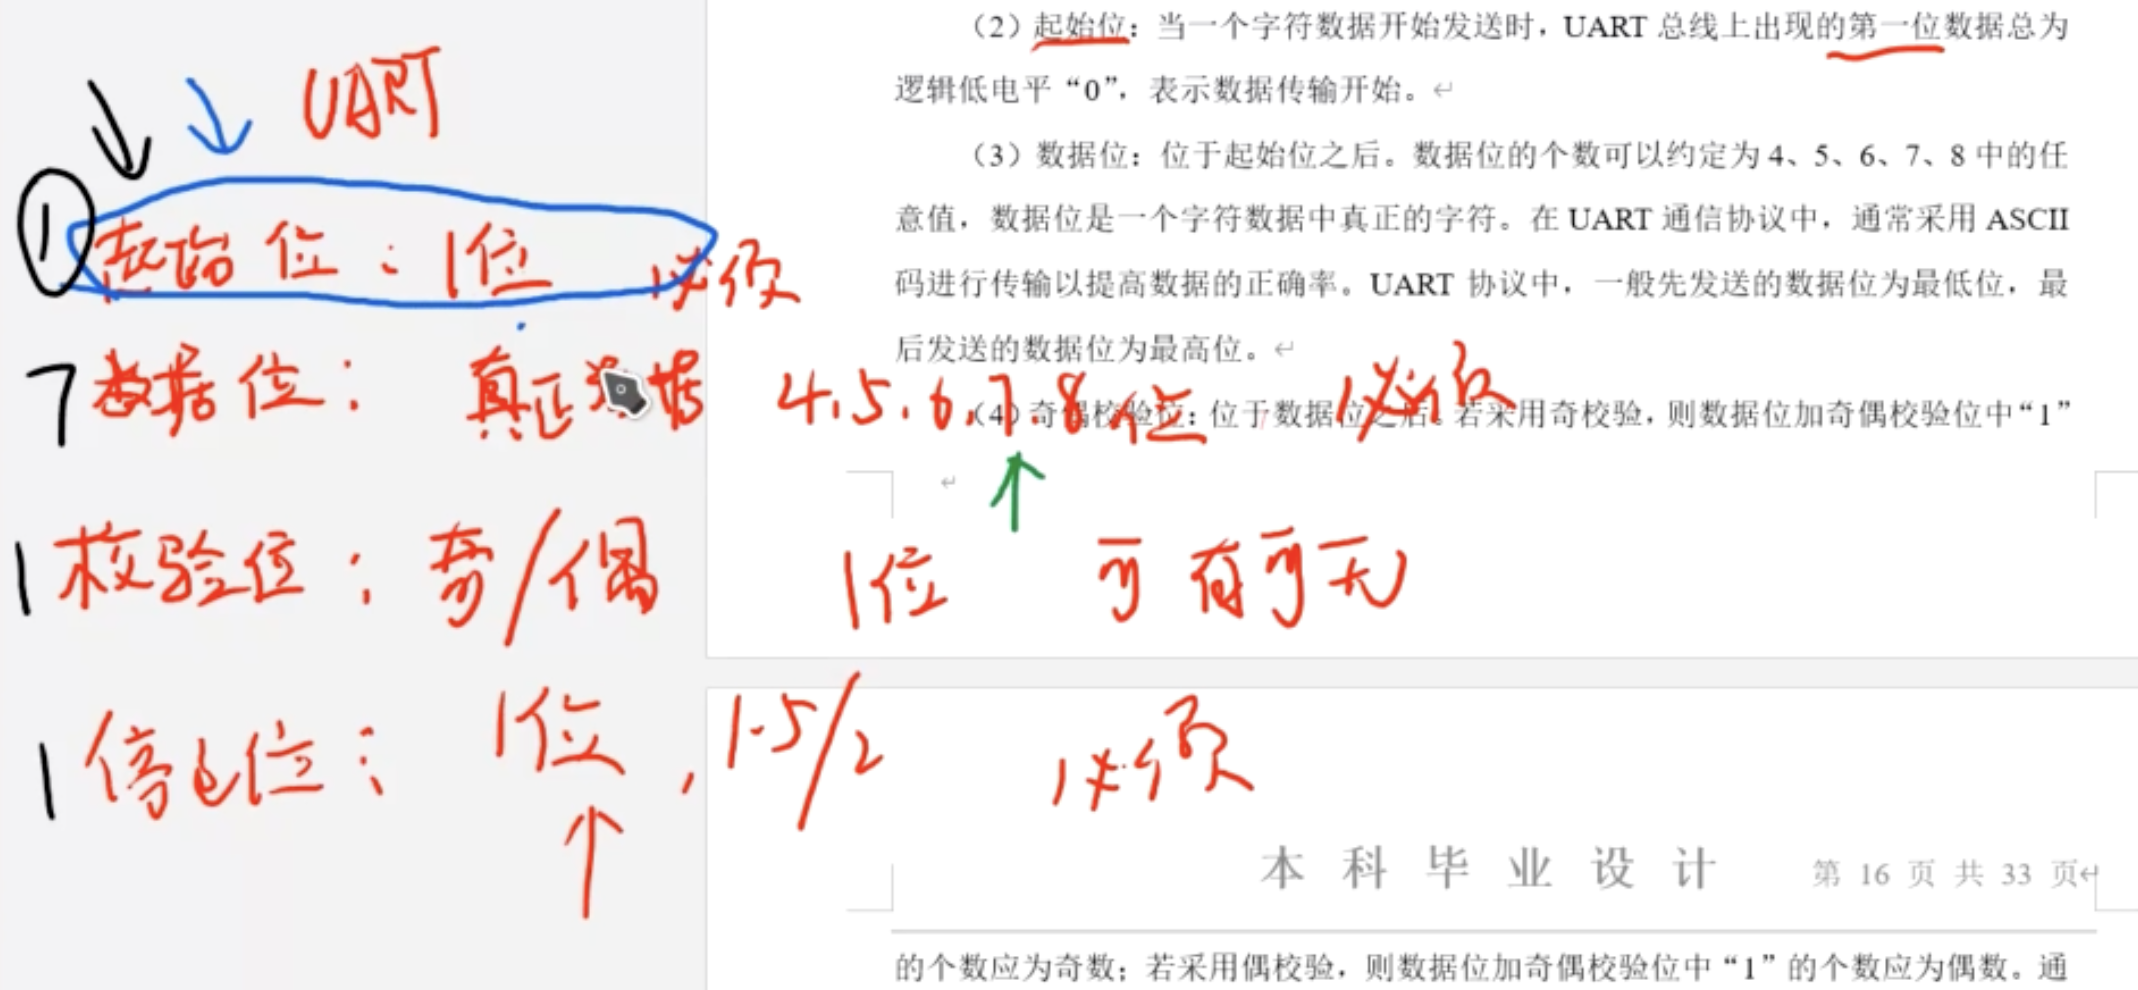 （2）起始位：当一个字符数据开始发送时，UART 总线上出现的第一位数据总为
逻辑低电平“0”，表示数据传输开始。↵
（3）数据位：位于起始位之后。数据位的个数可以约定为 4、5、6、7、8 中的任
意值，数据位是一个字符数据中真正的字符。在 UART 通信协议中，通常采用 ASCII
码进行传输以提高数据的正确率。UART 协议中，一般先发送的数据位为最低位，最
后发送的数据位为最高位。↵
（4）奇偶校验位：位于数据位之后。若采用奇校验，则数据位加奇偶校验位中“1”
↵
UART
① 起始位：1位 必须
7 数据位：真正数据 4.5.6.7.8位 必须
1 校验位：奇/偶 1位 可有可无
1 停止位：1位，1.5/2 必须
本科毕业设计 第 16 页 共 33 页↵
的个数应为奇数；若采用偶校验，则数据位加奇偶校验位中“1”的个数应为偶数。通